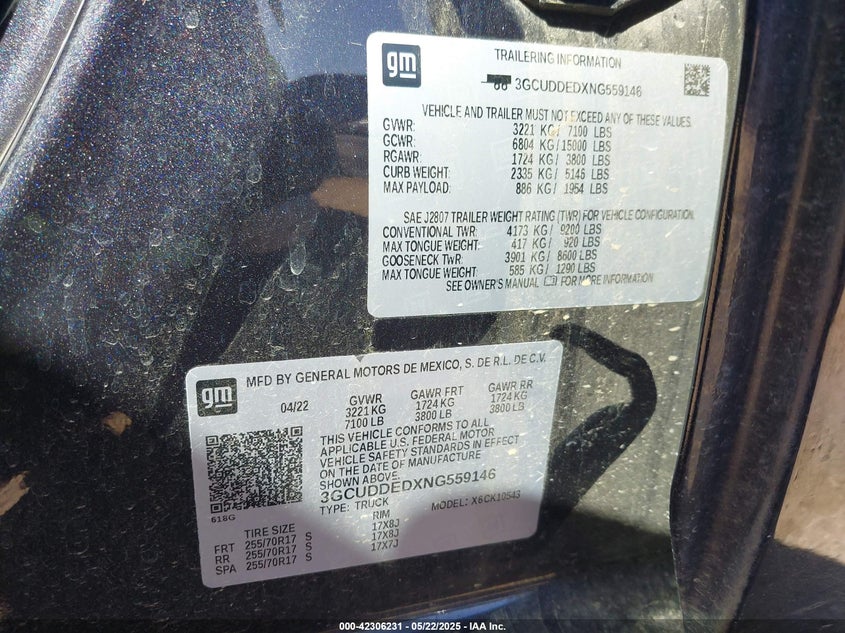 gm
TRAILERING INFORMATION
3GCUDDEDXNG559146
VEHICLE AND TRAILER MUST NOT EXCEED ANY OF THESE VALUES.
GVWR: 3221 KG / 7100 LBS
GCWR: 6804 KG / 15000 LBS
RGAWR: 1724 KG / 3800 LBS
CURB WEIGHT: 2335 KG / 5146 LBS
MAX PAYLOAD: 886 KG / 1954 LBS
SAE J2807 TRAILER WEIGHT RATING (TWR) FOR VEHICLE CONFIGURATION.
CONVENTIONAL TWR: 4173 KG / 9200 LBS
MAX TONGUE WEIGHT: 417 KG / 920 LBS
GOOSENECK TWR: 3901 KG / 8600 LBS
MAX TONGUE WEIGHT: 585 KG / 1290 LBS
SEE OWNER'S MANUAL FOR MORE INFORMATION
gm
MFD BY GENERAL MOTORS DE MEXICO, S. DE R.L. DE C.V.
04/22 GVWR GAWR FRT GAWR RR
3221 KG 1724 KG 1724 KG
7100 LB 3800 LB 3800 LB
THIS VEHICLE CONFORMS TO ALL
APPLICABLE U.S. FEDERAL MOTOR
VEHICLE SAFETY STANDARDS IN EFFECT
ON THE DATE OF MANUFACTURE
SHOWN ABOVE.
3GCUDDEDXNG559146
TYPE: TRUCK MODEL: X6CK10543
618G
TIRE SIZE RIM
FRT 255/70R17 S 17X8J
RR 255/70R17 S 17X8J
SPA 255/70R17 S 17X7J
000-42306231 - 05/22/2025 - IAA Inc.